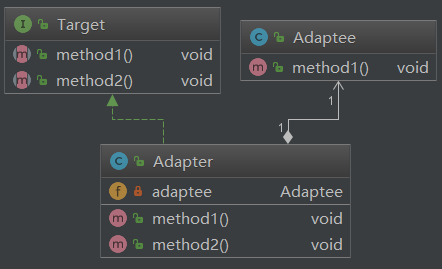 I Target
m method1() void
m method2() void
C Adaptee
m method1() void
1
1
C Adapter
f adaptee Adaptee
m method1() void
m method2() void